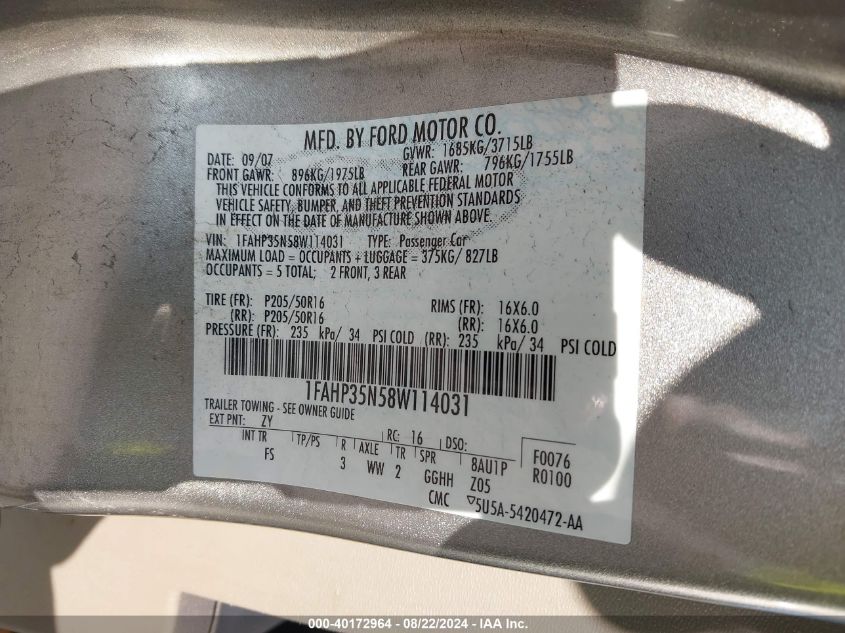 MFD. BY FORD MOTOR CO.
DATE: 09/07 GVWR: 1685KG/3715LB
FRONT GAWR: 896KG/1975LB REAR GAWR: 796KG/1755LB
THIS VEHICLE CONFORMS TO ALL APPLICABLE FEDERAL MOTOR
VEHICLE SAFETY, BUMPER, AND THEFT PREVENTION STANDARDS
IN EFFECT ON THE DATE OF MANUFACTURE SHOWN ABOVE.
VIN: 1FAHP35N58W114031 TYPE: Passenger Car
MAXIMUM LOAD = OCCUPANTS + LUGGAGE = 375KG/ 827LB
OCCUPANTS = 5 TOTAL; 2 FRONT, 3 REAR
TIRE (FR): P205/50R16 RIMS (FR): 16X6.0
(RR): P205/50R16 (RR): 16X6.0
PRESSURE (FR): 235 kPa/ 34 PSI COLD (RR): 235 kPa/ 34 PSI COLD
1FAHP35N58W114031
TRAILER TOWING - SEE OWNER GUIDE
EXT PNT: ZY RC: 16 DSO: F0076
INT TR TP/PS R AXLE TR SPR 8AU1P R0100
FS 3 WW 2 GGHH Z05
CMC ▽5U5A-5420472-AA
000-40172964 - 08/22/2024 - IAA Inc.